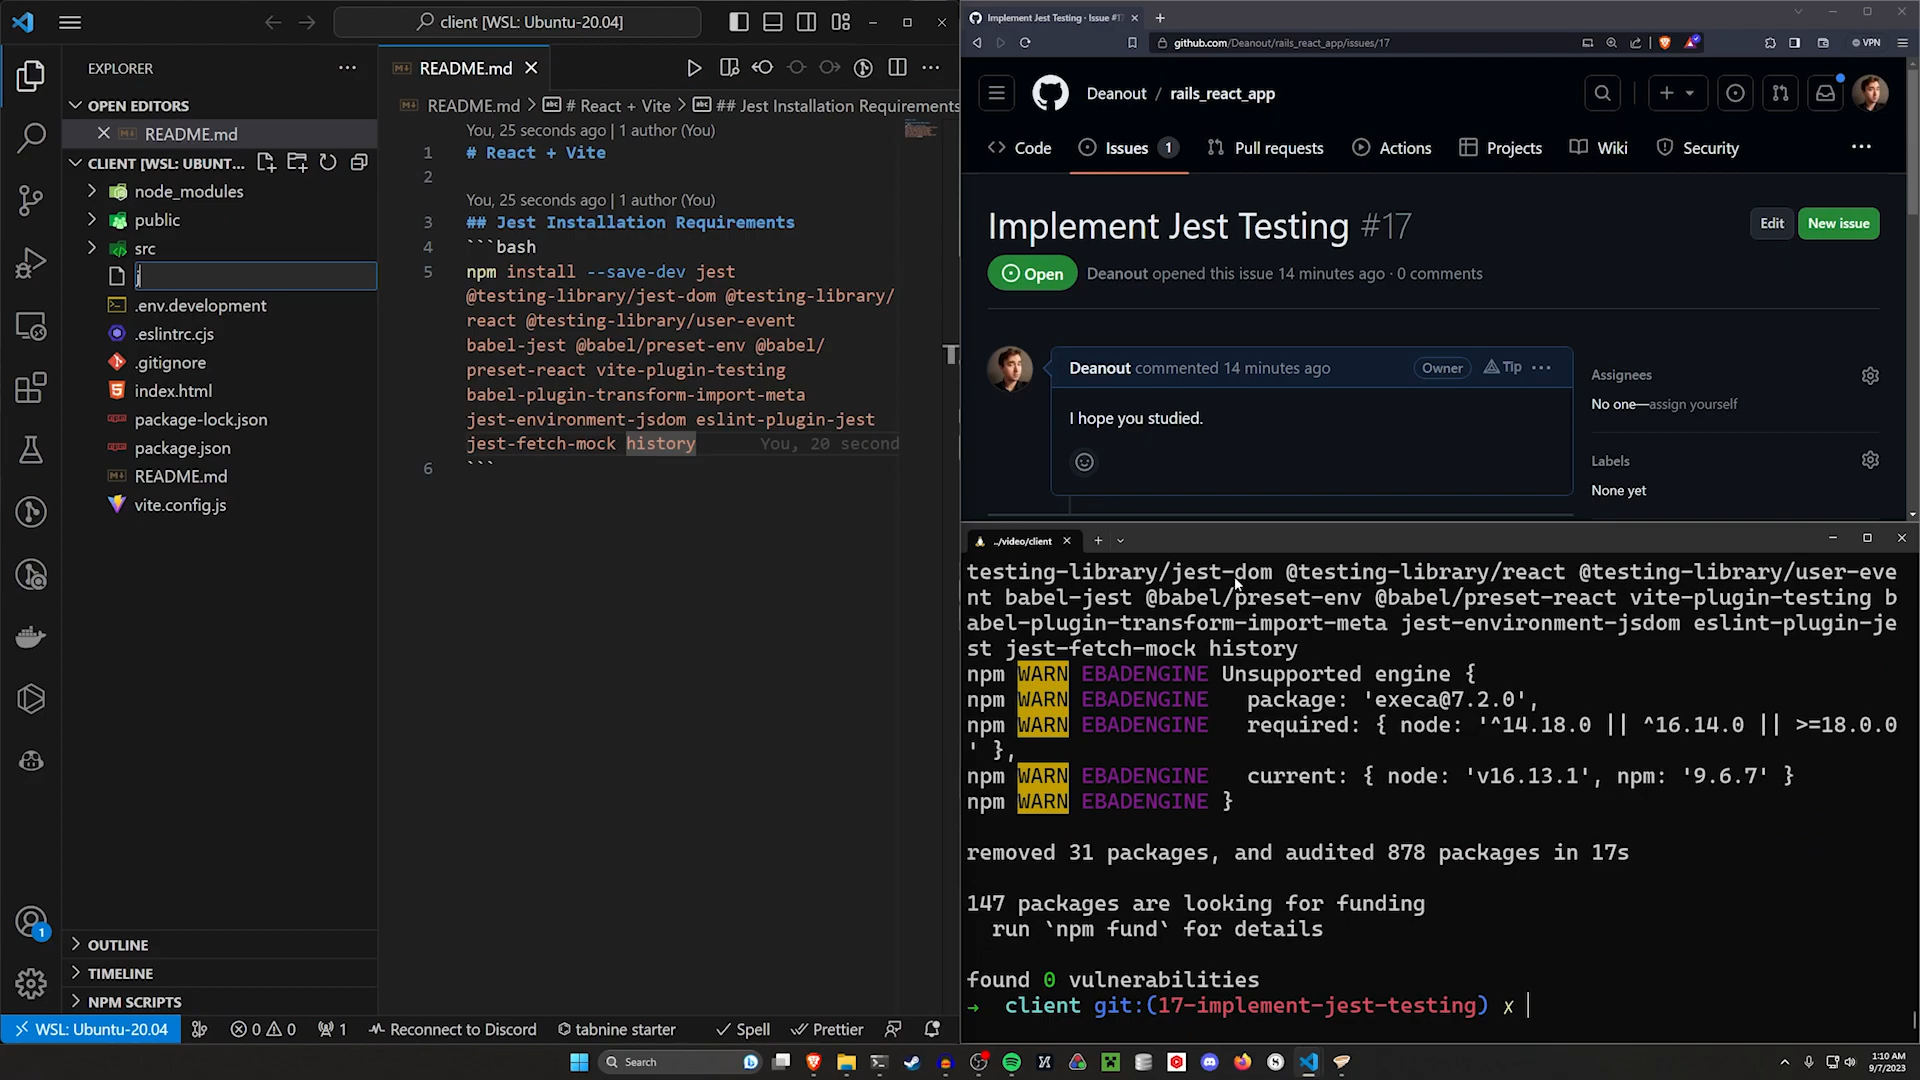 client [WSL: Ubuntu-20.04]
EXPLORER
OPEN EDITORS
README.md
CLIENT [WSL: UBUNT...
node_modules
public
src
j
.env.development
.eslintrc.cjs
.gitignore
index.html
package-lock.json
package.json
README.md
vite.config.js
OUTLINE
TIMELINE
NPM SCRIPTS
README.md
README.md > # React + Vite > ## Jest Installation Requirements
You, 25 seconds ago | 1 author (You)
1 # React + Vite
2
You, 25 seconds ago | 1 author (You)
3 ## Jest Installation Requirements
4 ```bash
5 npm install --save-dev jest
@testing-library/jest-dom @testing-library/
react @testing-library/user-event
babel-jest @babel/preset-env @babel/
preset-react vite-plugin-testing
babel-plugin-transform-import-meta
jest-environment-jsdom eslint-plugin-jest
jest-fetch-mock history You, 20 second
6 ```
Implement Jest Testing · Issue #17
github.com/Deanout/rails_react_app/issues/17
VPN
Deanout / rails_react_app
Code Issues 1 Pull requests Actions Projects Wiki Security
Implement Jest Testing #17
Edit New issue
Open Deanout opened this issue 14 minutes ago · 0 comments
Deanout commented 14 minutes ago Owner Tip
I hope you studied.
Assignees
No one—assign yourself
Labels
None yet
../video/client
testing-library/jest-dom @testing-library/react @testing-library/user-eve
nt babel-jest @babel/preset-env @babel/preset-react vite-plugin-testing b
abel-plugin-transform-import-meta jest-environment-jsdom eslint-plugin-je
st jest-fetch-mock history
npm WARN EBADENGINE Unsupported engine {
npm WARN EBADENGINE package: 'execa@7.2.0',
npm WARN EBADENGINE required: { node: '^14.18.0 || ^16.14.0 || >=18.0.0
' },
npm WARN EBADENGINE current: { node: 'v16.13.1', npm: '9.6.7' }
npm WARN EBADENGINE }
removed 31 packages, and audited 878 packages in 17s
147 packages are looking for funding
run `npm fund` for details
found 0 vulnerabilities
→ client git:(17-implement-jest-testing) x
WSL: Ubuntu-20.04 0 0 1 Reconnect to Discord tabnine starter Spell Prettier
1
Search
1:10 AM
9/7/2023